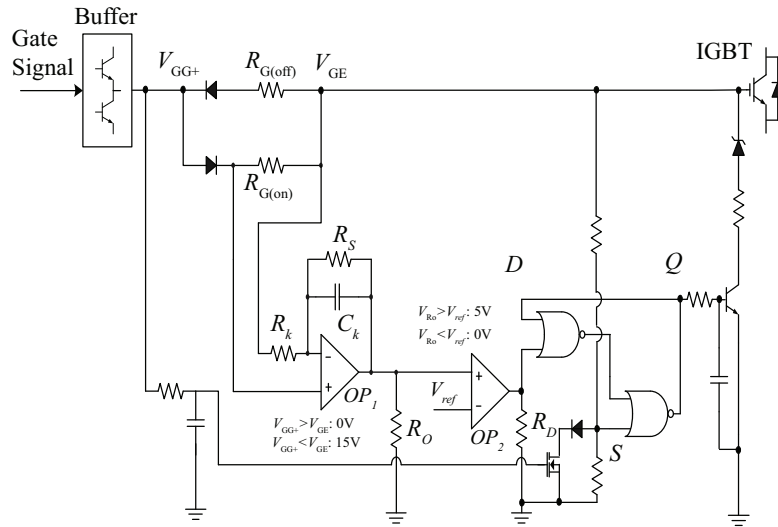 Buffer
Gate
Signal
V_GG+
R_G(off)
V_GE
IGBT
R_G(on)
R_S
D
Q
C_k
V_Ro>V_ref: 5V
V_Ro<V_ref: 0V
R_k
-
+
OP_1
V_ref
+
-
OP_2
R_D
V_GG+>V_GE: 0V
V_GG+<V_GE: 15V
R_O
S